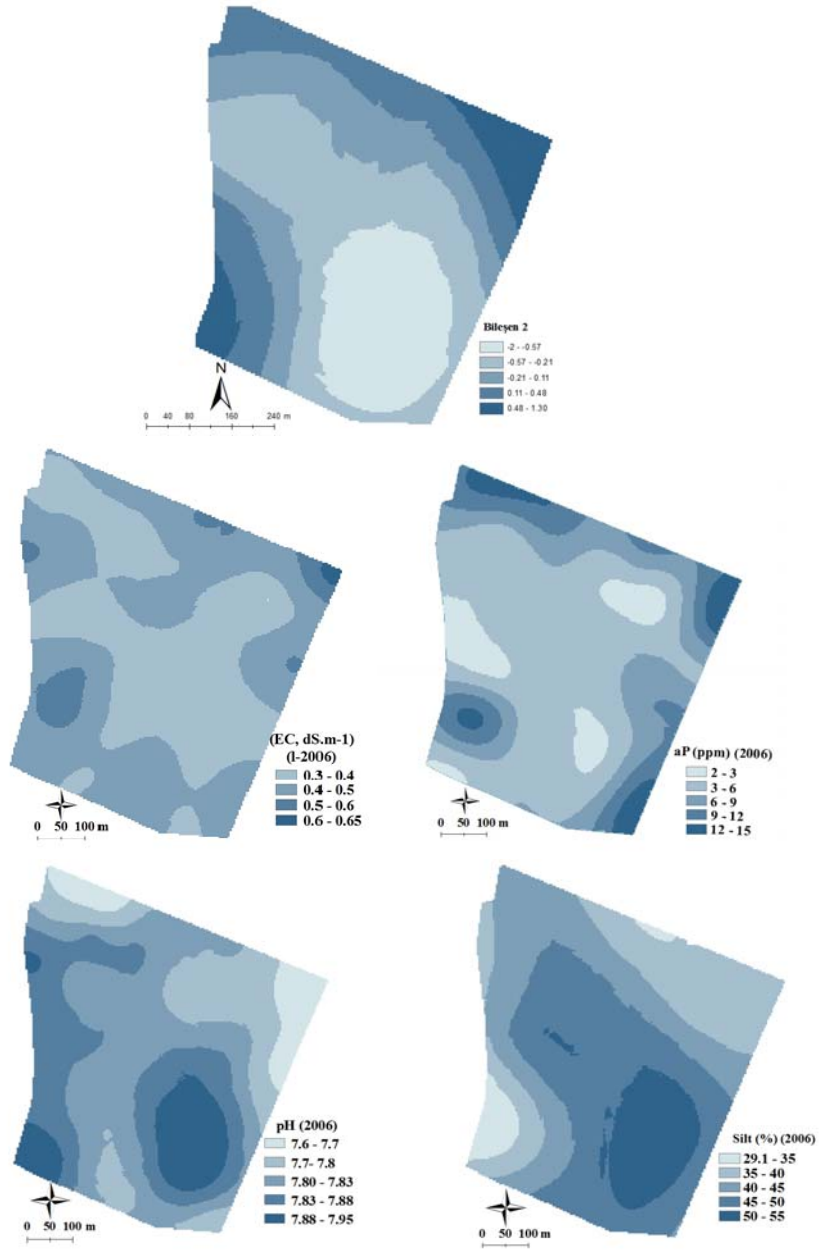 Bileşen 2
-2 - -0.57
-0.57 - -0.21
-0.21 - 0.11
0.11 - 0.48
0.48 - 1.30
N
0 40 80 160 240 m
(EC, dS.m-1)
(l-2006)
0.3 - 0.4
0.4 - 0.5
0.5 - 0.6
0.6 - 0.65
0 50 100 m
aP (ppm) (2006)
2 - 3
3 - 6
6 - 9
9 - 12
12 - 15
0 50 100 m
pH (2006)
7.6 - 7.7
7.7- 7.8
7.80 - 7.83
7.83 - 7.88
7.88 - 7.95
0 50 100 m
Silt (%) (2006)
29.1 - 35
35 - 40
40 - 45
45 - 50
50 - 55
0 50 100 m